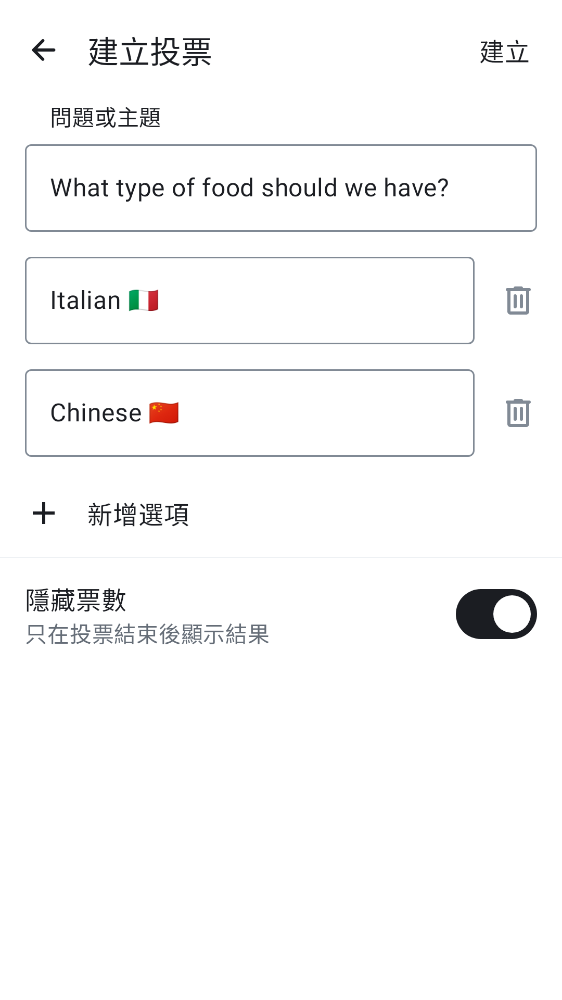 建立投票
建立
問題或主題
What type of food should we have?
Italian 🇮🇹
Chinese 🇨🇳
新增選項
隱藏票數
只在投票結束後顯示結果